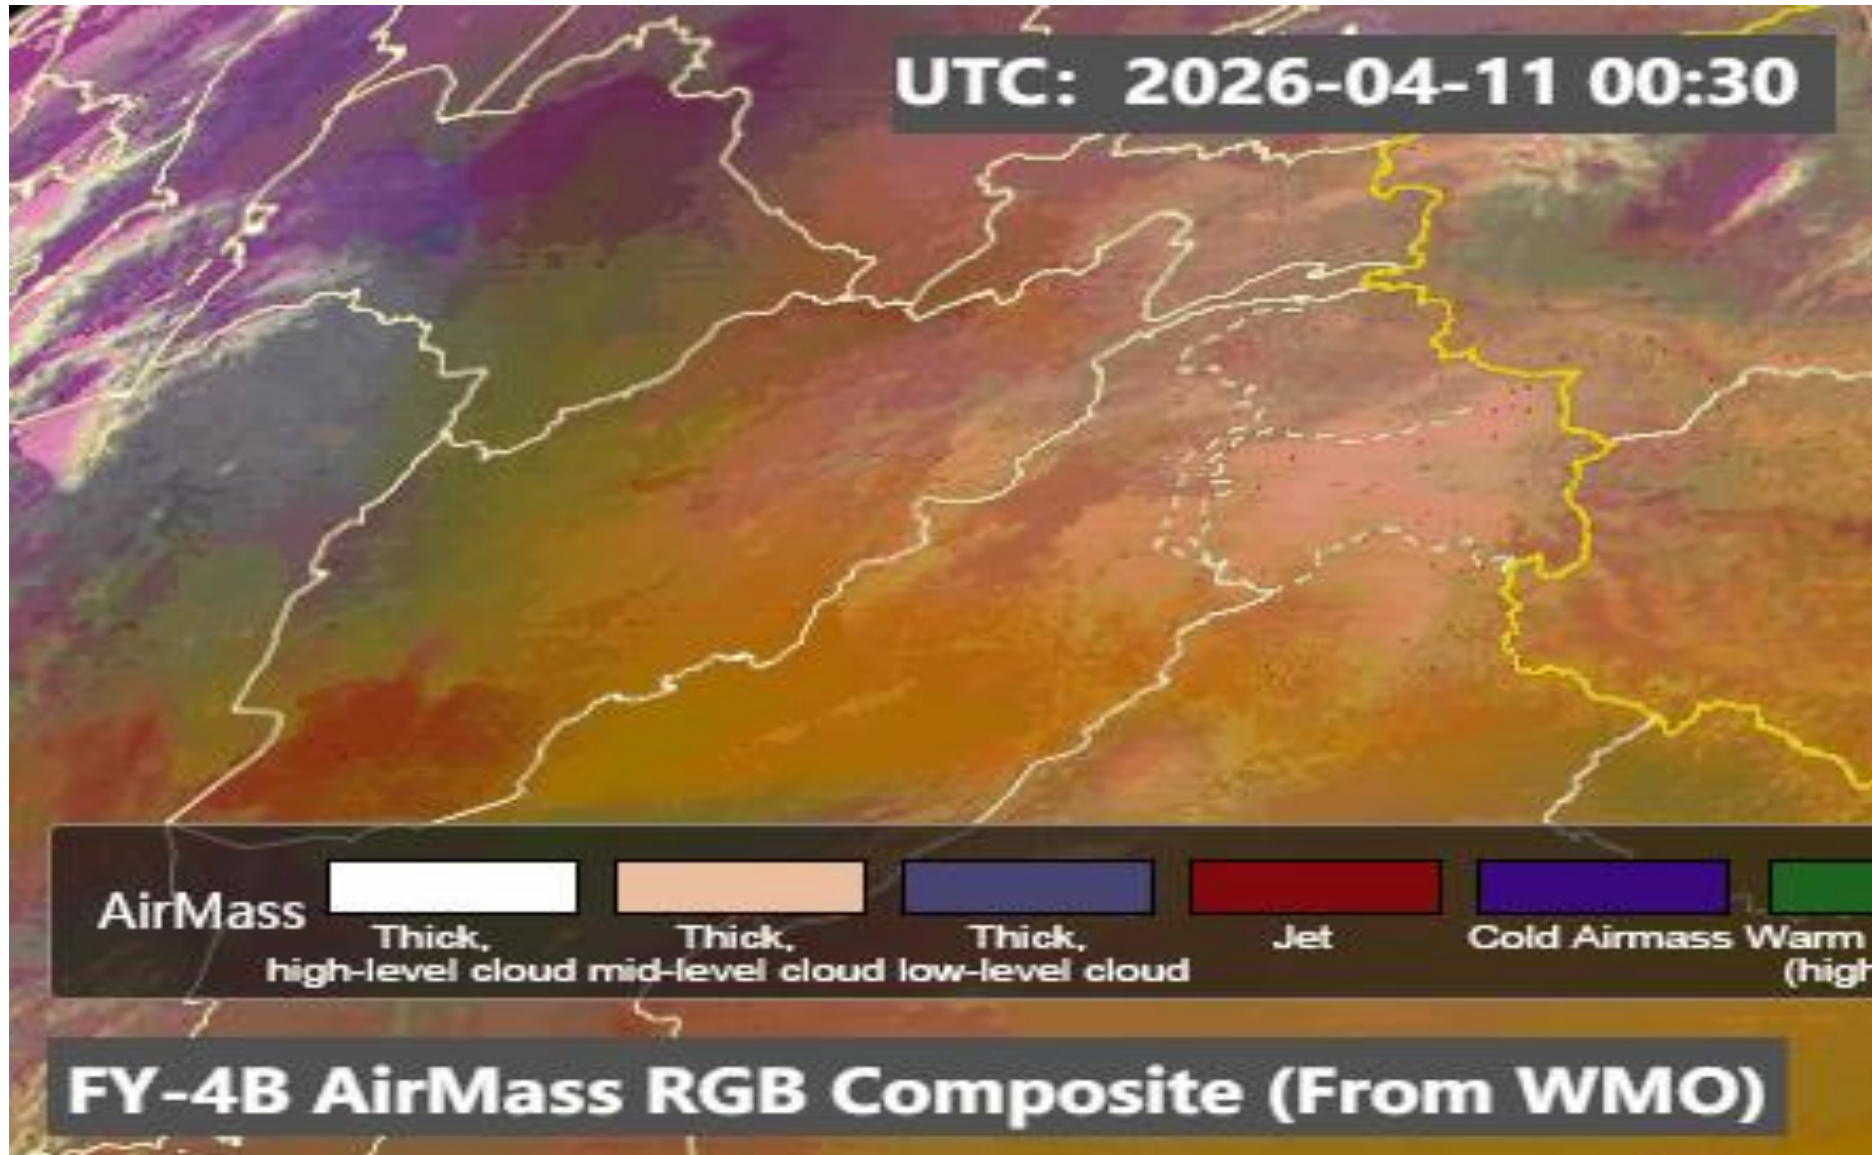 UTC: 2026-04-11 00:30
AirMass
Thick,
high-level cloud
Thick,
mid-level cloud
Thick,
low-level cloud
Jet
Cold Airmass
Warm
(high
FY-4B AirMass RGB Composite (From WMO)